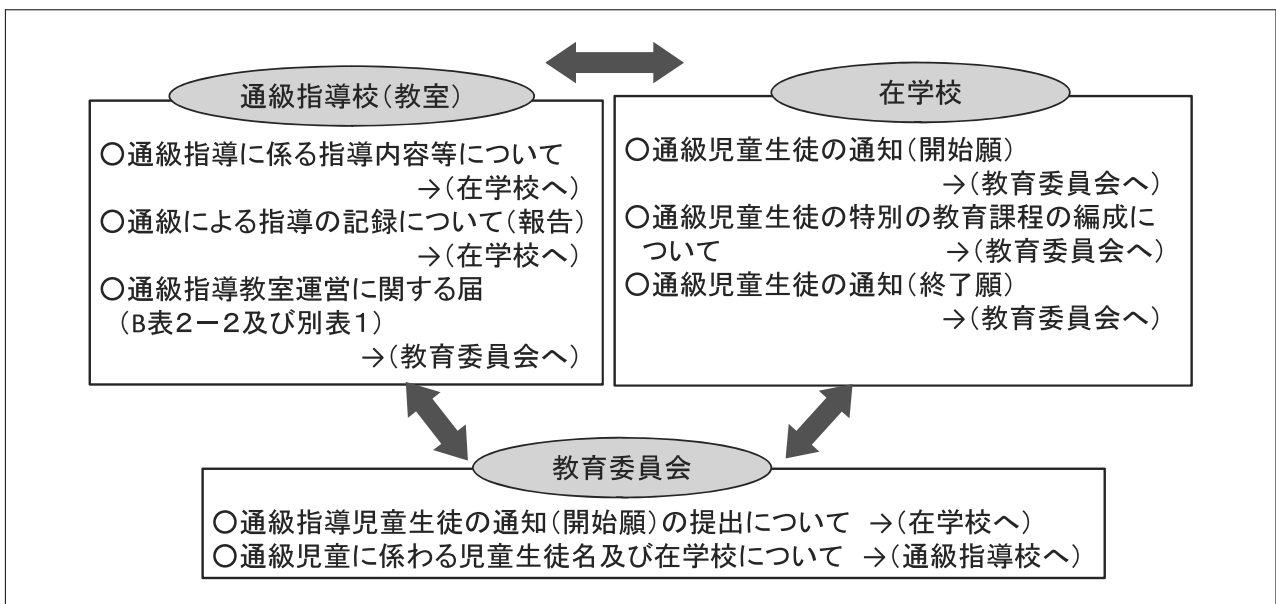 通級指導校(教室)
○通級指導に係る指導内容等について
→(在学校へ)
○通級による指導の記録について(報告)
→(在学校へ)
○通級指導教室運営に関する届
(B表2-2及び別表1)
→(教育委員会へ)
在学校
○通級児童生徒の通知(開始願)
→(教育委員会へ)
○通級児童生徒の特別の教育課程の編成に
ついて →(教育委員会へ)
○通級児童生徒の通知(終了願)
→(教育委員会へ)
教育委員会
○通級指導児童生徒の通知(開始願)の提出について →(在学校へ)
○通級児童に係わる児童生徒名及び在学校について →(通級指導校へ)